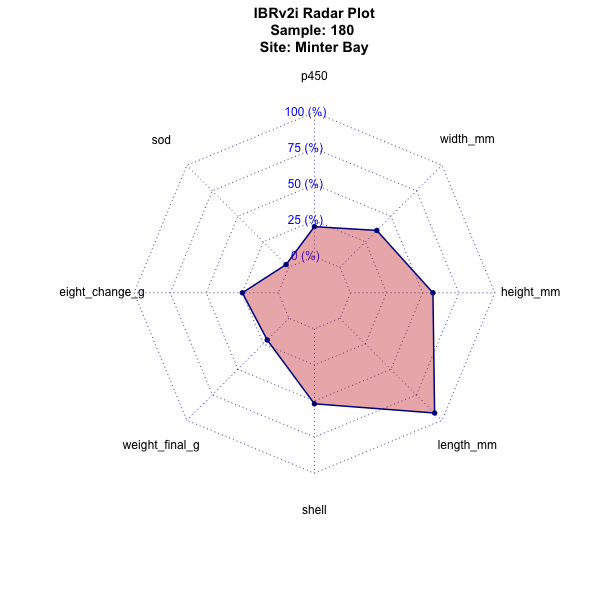 IBRv2i Radar Plot
Sample: 180
Site: Minter Bay
p450
100 (%)
sod
width_mm
75 (%)
50 (%)
25 (%)
0 (%)
eight_change_g
height_mm
weight_final_g
length_mm
shell